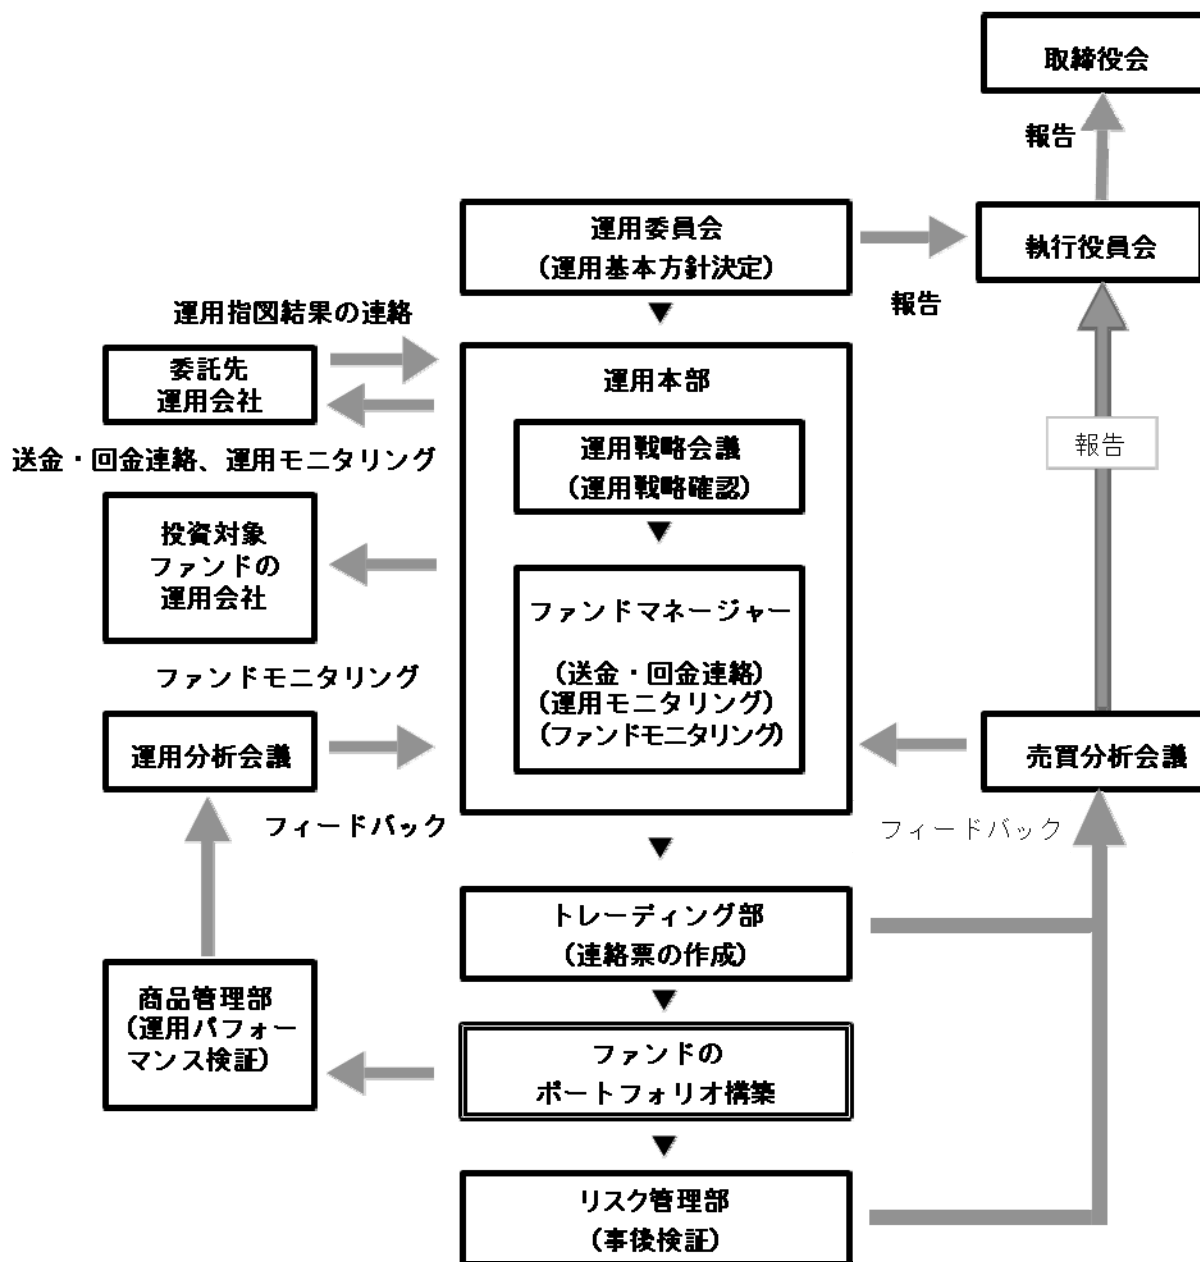 取締役会
報告
運用委員会
(運用基本方針決定)
執行役員会
報告
運用指図結果の連絡
委託先
運用会社
送金・回金連絡、運用モニタリング
運用本部
運用戦略会議
(運用戦略確認)
報告
投資対象
ファンドの
運用会社
ファンドマネージャー
(送金・回金連絡)
(運用モニタリング)
(ファンドモニタリング)
ファンドモニタリング
運用分析会議
売買分析会議
フィードバック
フィードバック
トレーディング部
(連絡票の作成)
商品管理部
(運用パフォー
マンス検証)
ファンドの
ポートフォリオ構築
リスク管理部
(事後検証)